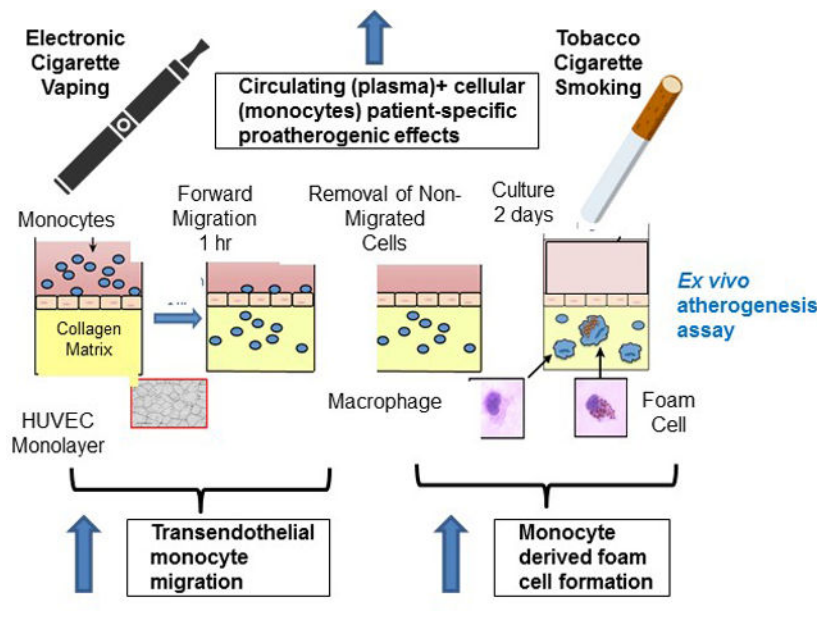 Electronic
Cigarette
Vaping
Circulating (plasma)+ cellular
(monocytes) patient-specific
proatherogenic effects
Tobacco
Cigarette
Smoking
Monocytes
Forward
Migration
1 hr
Removal of Non-
Migrated
Cells
Culture
2 days
Collagen
Matrix
Ex vivo
atherogenesis
assay
HUVEC
Monolayer
Macrophage
Foam
Cell
Transendothelial
monocyte
migration
Monocyte
derived foam
cell formation